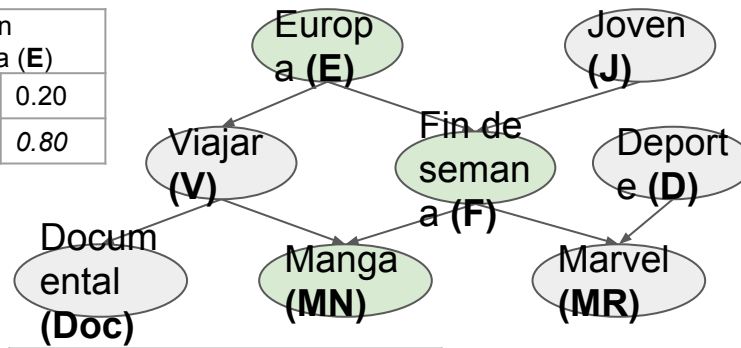 n
a (E)
0.20
0.80
Europ
a (E)
Joven
(J)
Viajar
(V)
Fin de
seman
a (F)
Deport
e (D)
Docum
ental
(Doc)
Manga
(MN)
Marvel
(MR)